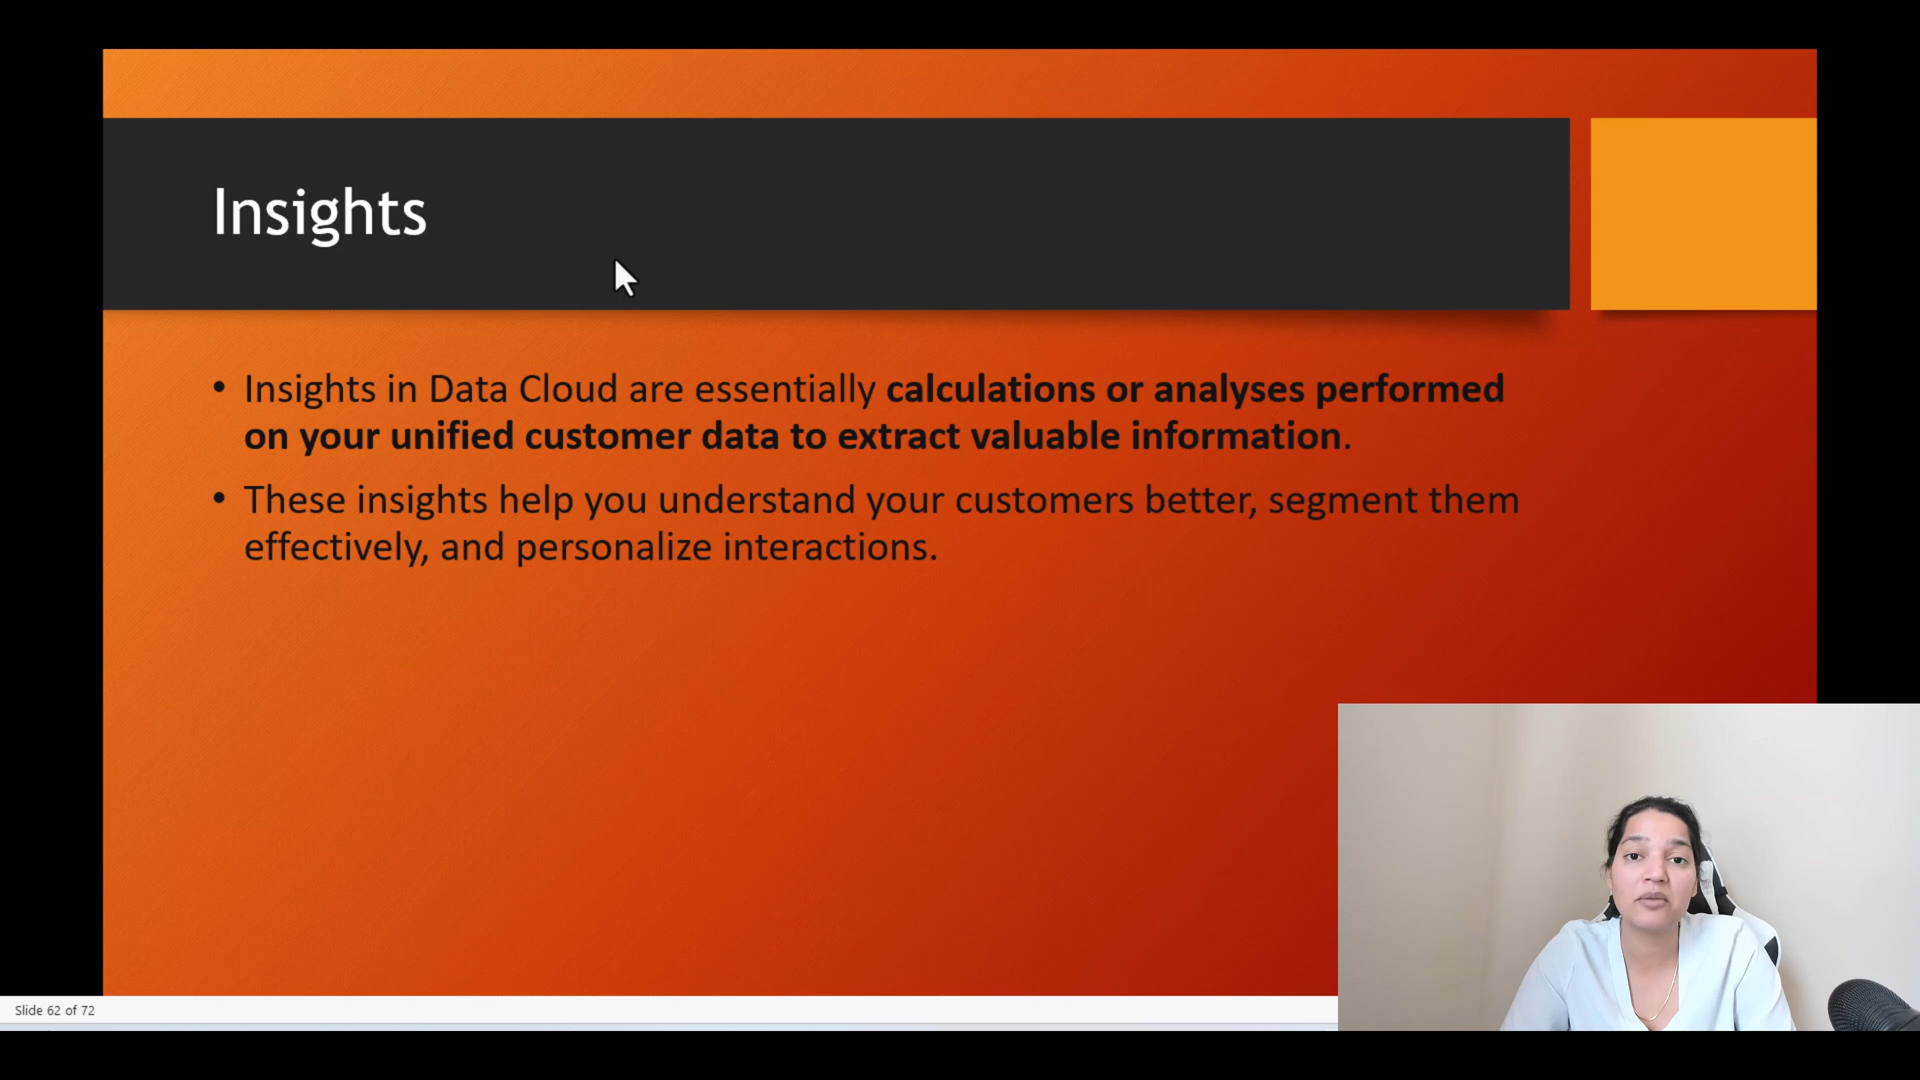 Insights
• Insights in Data Cloud are essentially calculations or analyses performed
on your unified customer data to extract valuable information.
• These insights help you understand your customers better, segment them
effectively, and personalize interactions.
Slide 62 of 72